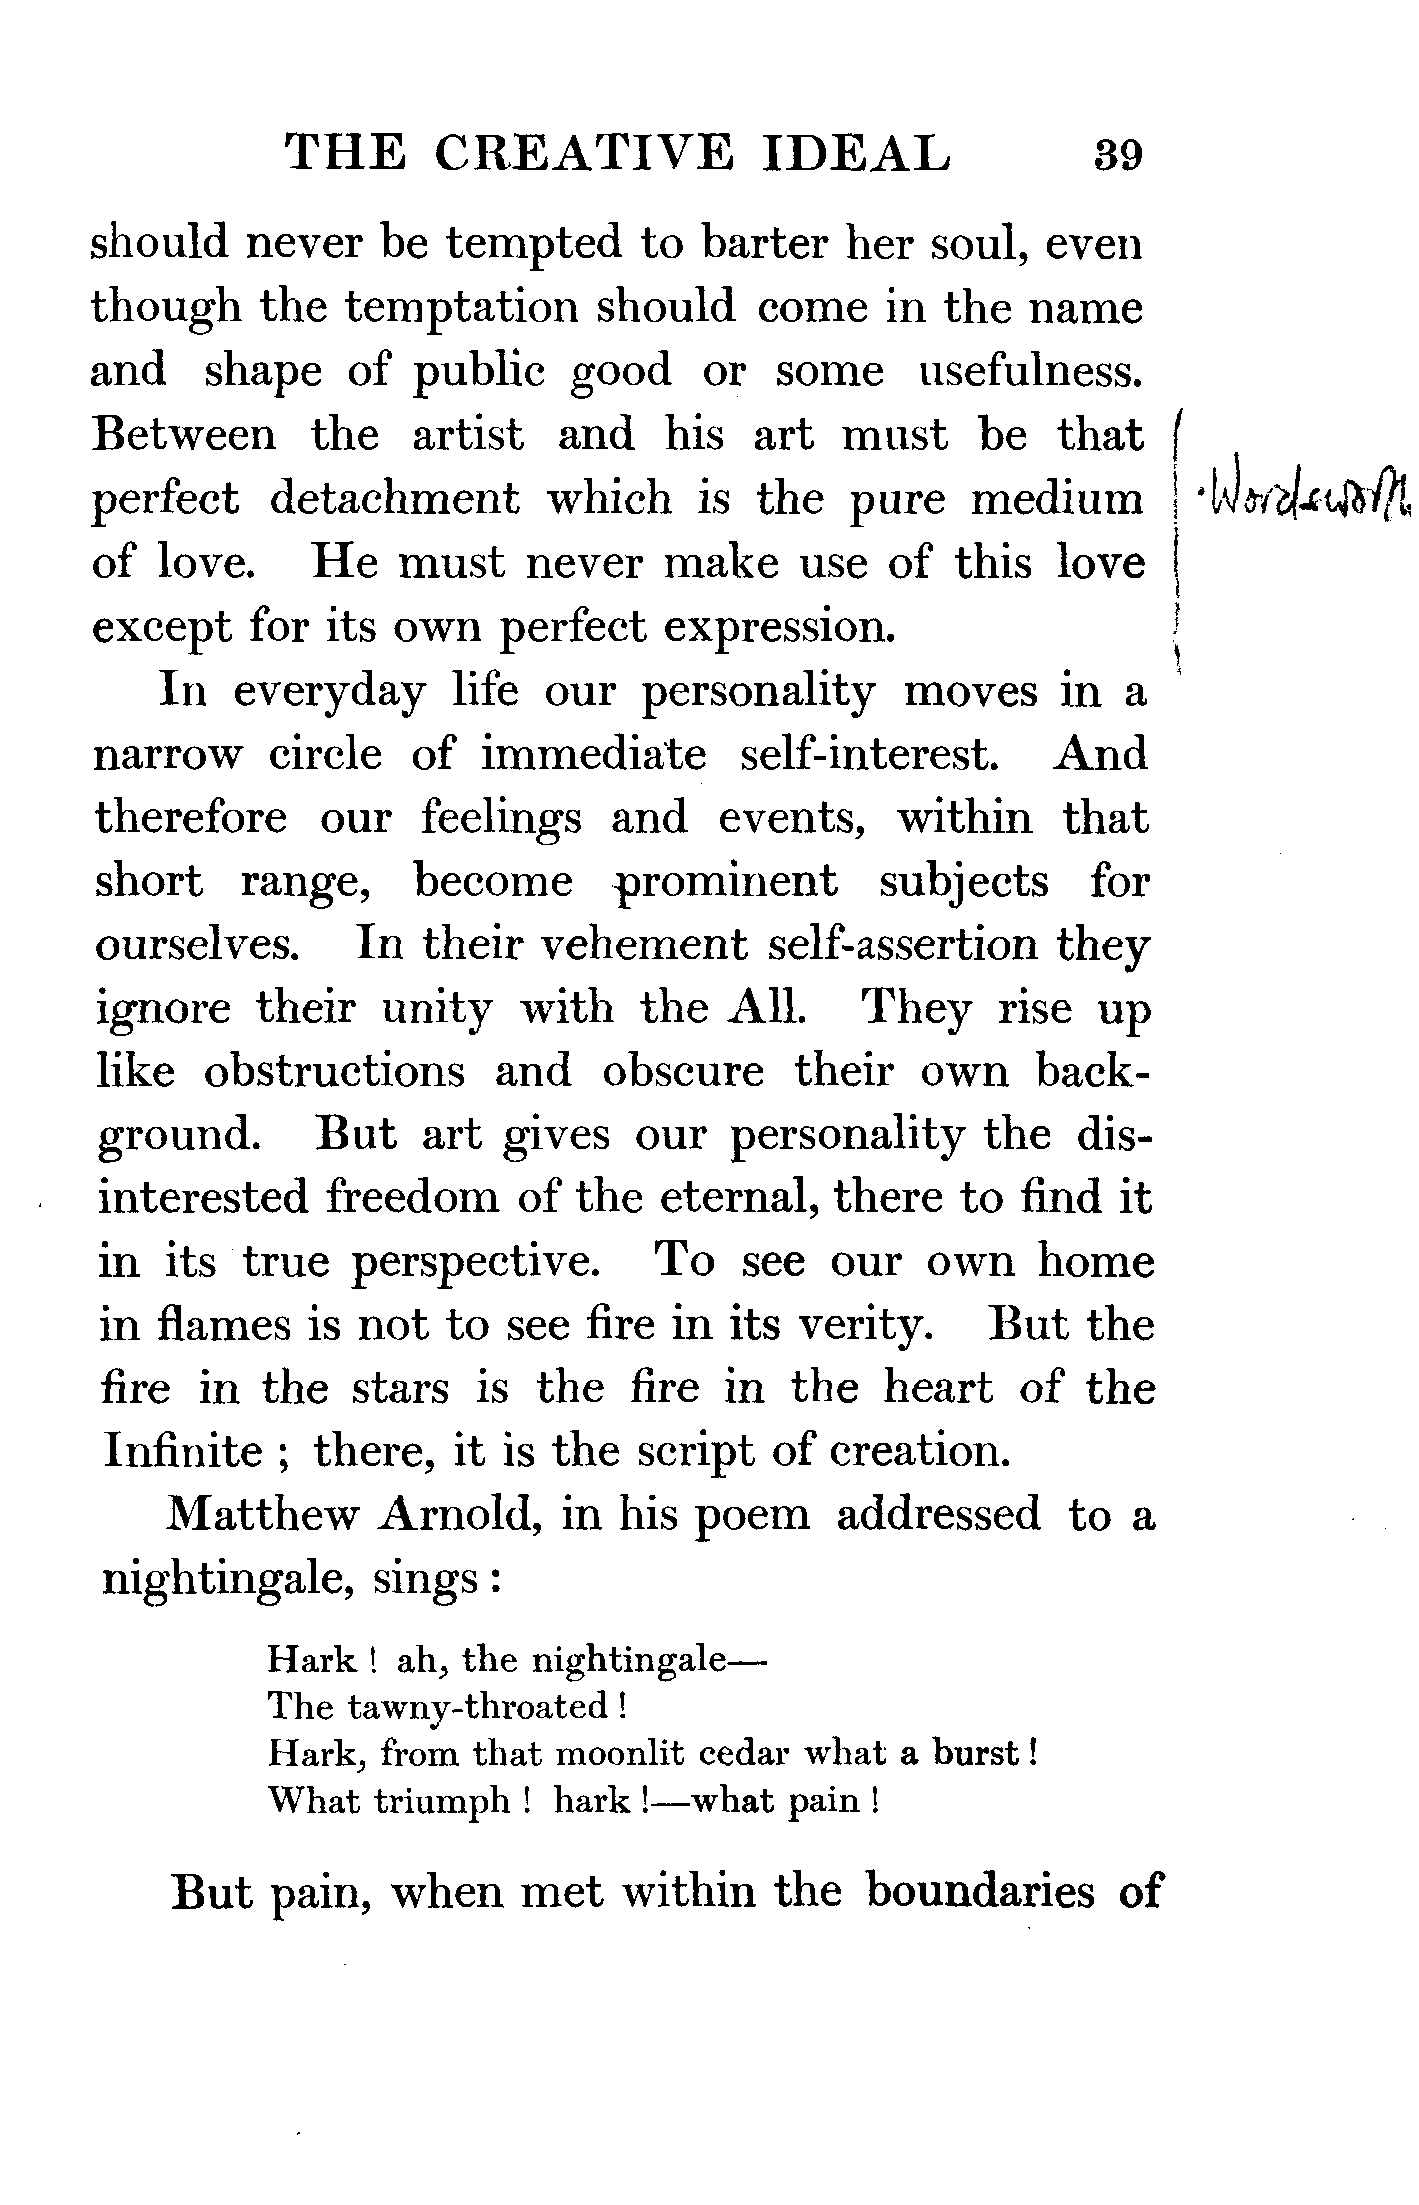 THE CREATIVE IDEAL 39
should never be tempted to barter her soul, even
though the temptation should come in the name
and shape of public good or some usefulness.
Between the artist and his art must be that
perfect detachment which is the pure medium
Wordsworth
of love. He must never make use of this love
except for its own perfect expression.
In everyday life our personality moves in a
narrow circle of immediate self-interest. And
therefore our feelings and events, within that
short range, become prominent subjects for
ourselves. In their vehement self-assertion they
ignore their unity with the All. They rise up
like obstructions and obscure their own back-
ground. But art gives our personality the dis-
interested freedom of the eternal, there to find it
in its true perspective. To see our own home
in flames is not to see fire in its verity. But the
fire in the stars is the fire in the heart of the
Infinite ; there, it is the script of creation.
Matthew Arnold, in his poem addressed to a
nightingale, sings :
Hark ! ah, the nightingale—
The tawny-throated !
Hark, from that moonlit cedar what a burst !
What triumph ! hark !—what pain !
But pain, when met within the boundaries of